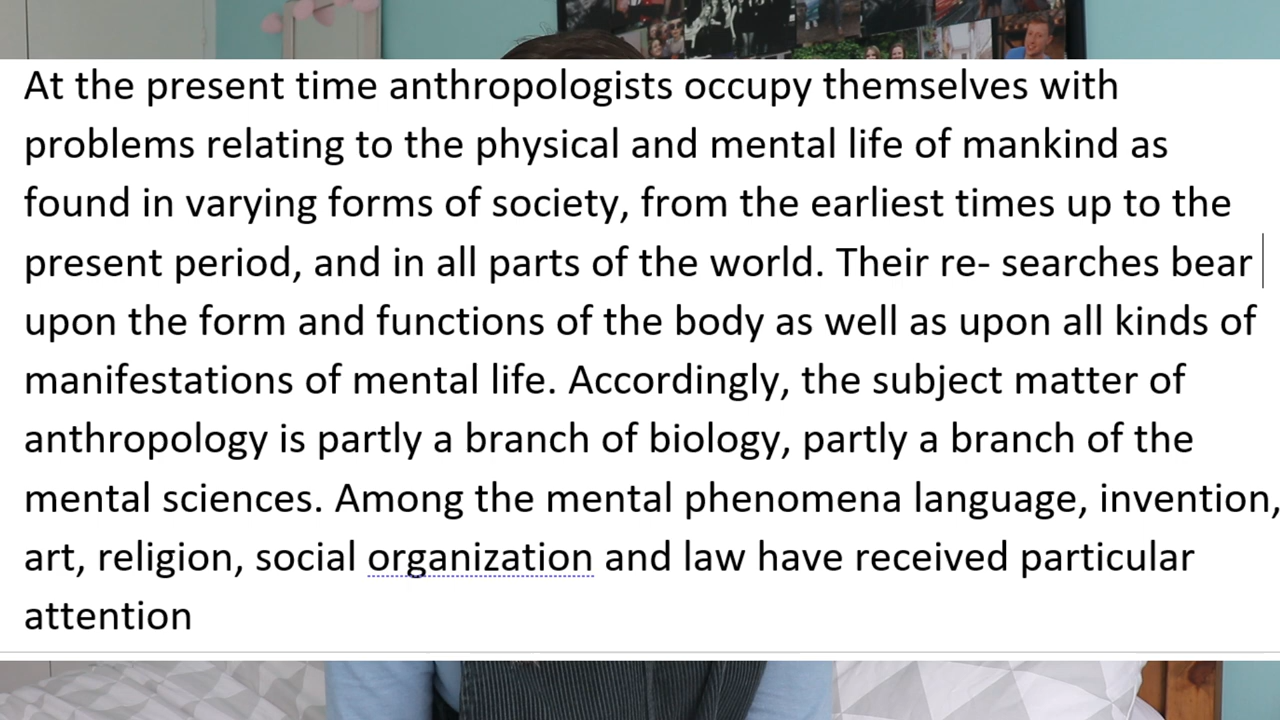 At the present time anthropologists occupy themselves with
problems relating to the physical and mental life of mankind as
found in varying forms of society, from the earliest times up to the
present period, and in all parts of the world. Their re- searches bear
upon the form and functions of the body as well as upon all kinds of
manifestations of mental life. Accordingly, the subject matter of
anthropology is partly a branch of biology, partly a branch of the
mental sciences. Among the mental phenomena language, invention,
art, religion, social organization and law have received particular
attention